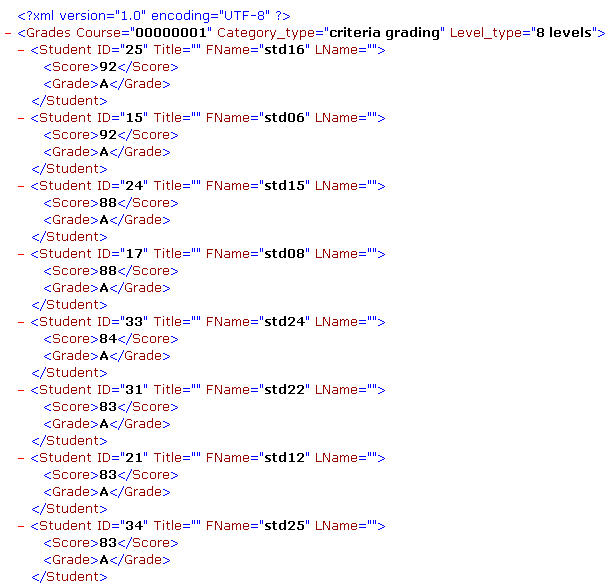 <?xml version="1.0" encoding="UTF-8" ?>
- <Grades Course="00000001" Category_type="criteria grading" Level_type="8 levels">
- <Student ID="25" Title="" FName="std16" LName="">
<Score>92</Score>
<Grade>A</Grade>
</Student>
- <Student ID="15" Title="" FName="std06" LName="">
<Score>92</Score>
<Grade>A</Grade>
</Student>
- <Student ID="24" Title="" FName="std15" LName="">
<Score>88</Score>
<Grade>A</Grade>
</Student>
- <Student ID="17" Title="" FName="std08" LName="">
<Score>88</Score>
<Grade>A</Grade>
</Student>
- <Student ID="33" Title="" FName="std24" LName="">
<Score>84</Score>
<Grade>A</Grade>
</Student>
- <Student ID="31" Title="" FName="std22" LName="">
<Score>83</Score>
<Grade>A</Grade>
</Student>
- <Student ID="21" Title="" FName="std12" LName="">
<Score>83</Score>
<Grade>A</Grade>
</Student>
- <Student ID="34" Title="" FName="std25" LName="">
<Score>83</Score>
<Grade>A</Grade>
</Student>